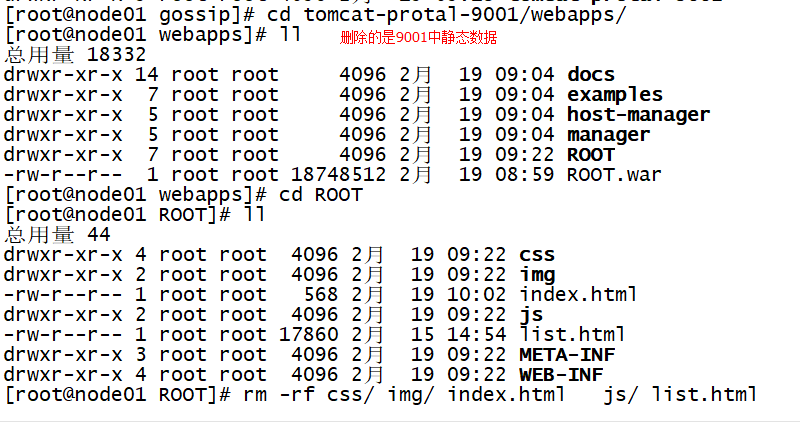 [root@node01 gossip]# cd tomcat-protal-9001/webapps/
[root@node01 webapps]# ll
删除的是9001中静态数据
总用量 18332
drwxr-xr-x 14 root root     4096 2月  19 09:04 docs
drwxr-xr-x  7 root root     4096 2月  19 09:04 examples
drwxr-xr-x  5 root root     4096 2月  19 09:04 host-manager
drwxr-xr-x  5 root root     4096 2月  19 09:04 manager
drwxr-xr-x  7 root root     4096 2月  19 09:22 ROOT
-rw-r--r--  1 root root 18748512 2月  19 08:59 ROOT.war
[root@node01 webapps]# cd ROOT
[root@node01 ROOT]# ll
总用量 44
drwxr-xr-x 4 root root  4096 2月  19 09:22 css
drwxr-xr-x 2 root root  4096 2月  19 09:22 img
-rw-r--r-- 1 root root   568 2月  19 10:02 index.html
drwxr-xr-x 2 root root  4096 2月  19 09:22 js
-rw-r--r-- 1 root root 17860 2月  15 14:54 list.html
drwxr-xr-x 3 root root  4096 2月  19 09:22 META-INF
drwxr-xr-x 4 root root  4096 2月  19 09:22 WEB-INF
[root@node01 ROOT]# rm -rf css/ img/ index.html   js/ list.html